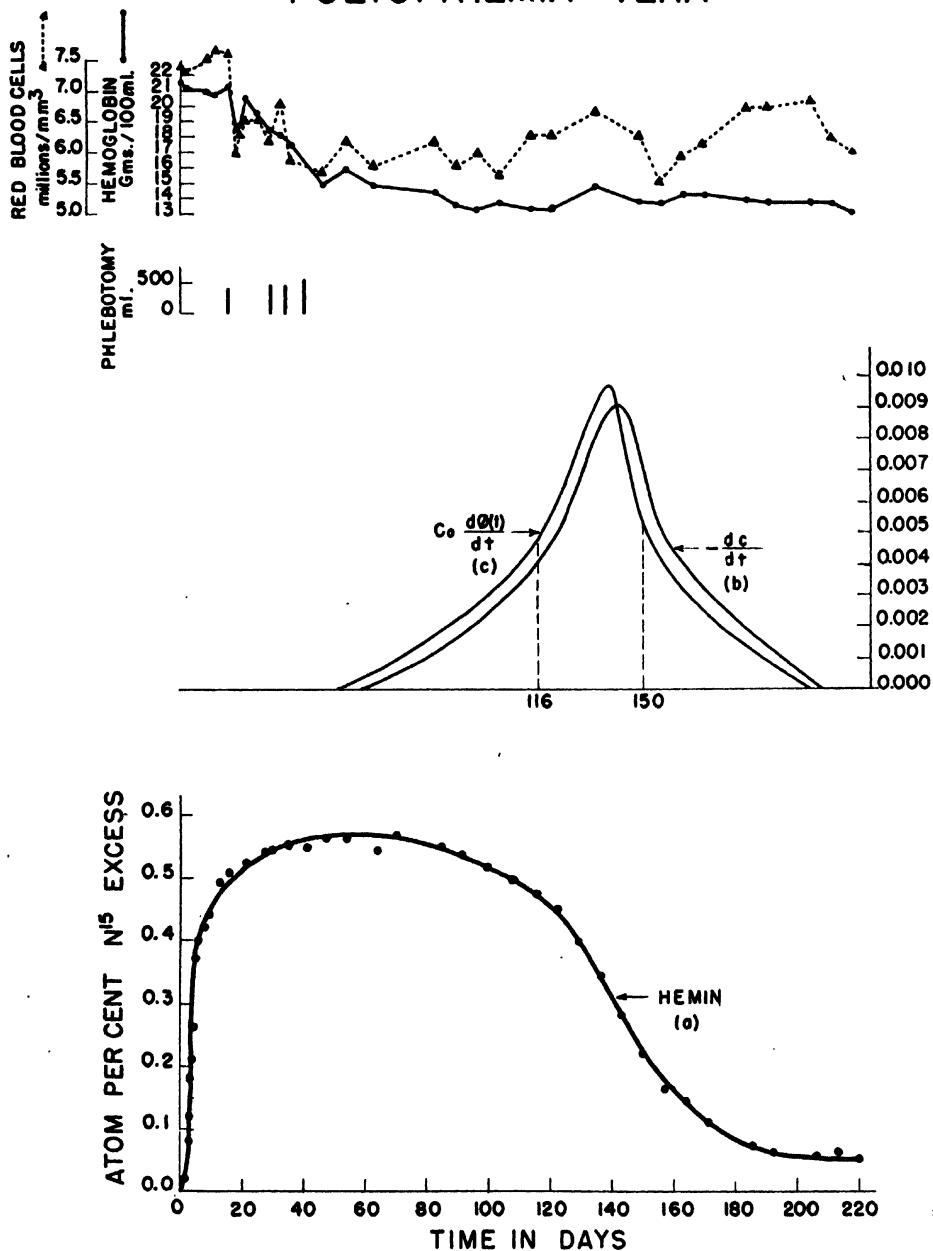 RED BLOOD CELLS
millions/mm³
7.5
7.0
6.5
6.0
5.5
5.0
HEMOGLOBIN
Gms./100ml.
22
21
20
19
18
17
16
15
14
13
PHLEBOTOMY
ml.
500
0
0.010
0.009
0.008
0.007
0.006
0.005
0.004
0.003
0.002
0.001
0.000
C₀ dØ(t)/dt
(c)
-dc/dt
(b)
116
150
ATOM PER CENT N¹⁵ EXCESS
0.6
0.5
0.4
0.3
0.2
0.1
0.0
HEMIN
(a)
0 20 40 60 80 100 120 140 160 180 200 220
TIME IN DAYS